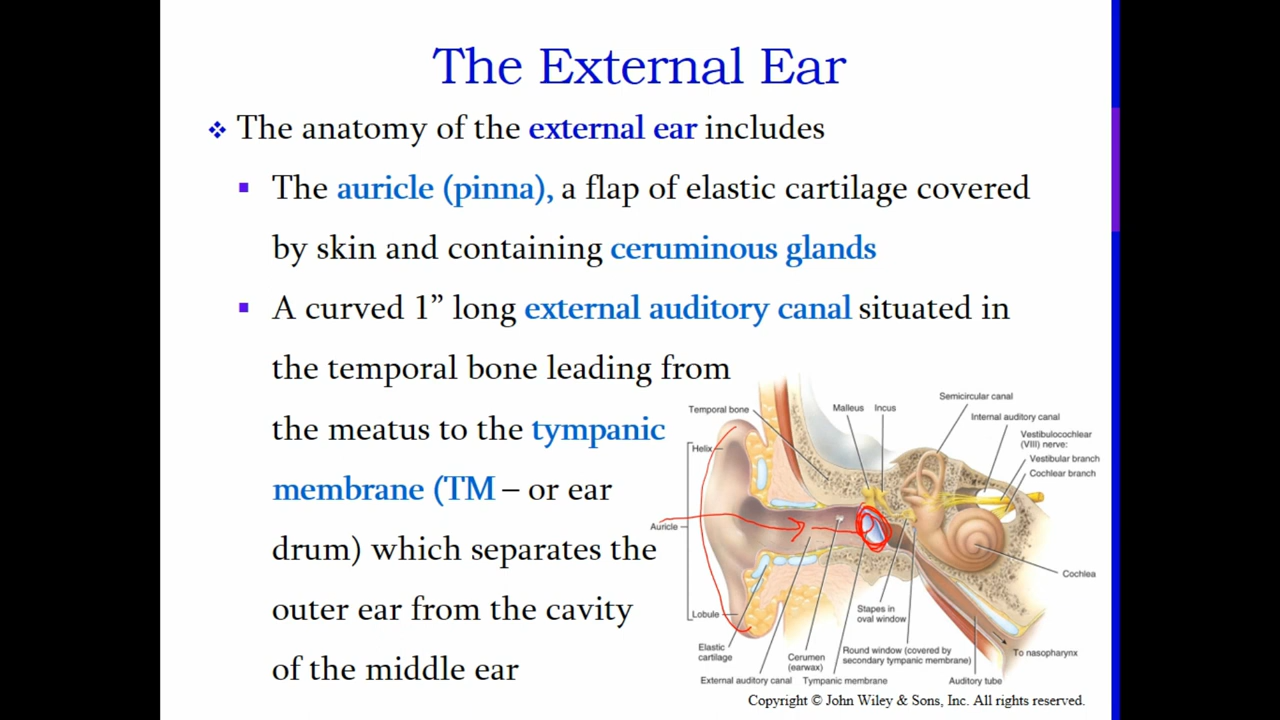 The External Ear
❖ The anatomy of the external ear includes
▪ The auricle (pinna), a flap of elastic cartilage covered
by skin and containing ceruminous glands
▪ A curved 1” long external auditory canal situated in
the temporal bone leading from
the meatus to the tympanic
membrane (TM – or ear
drum) which separates the
outer ear from the cavity
of the middle ear
Semicircular canal
Temporal bone
Malleus
Incus
Internal auditory canal
Vestibulocochlear
(VIII) nerve:
Helix
Vestibular branch
Cochlear branch
Auricle
Cochlea
Lobule
Stapes in
oval window
Elastic
cartilage
Cerumen
(earwax)
Round window (covered by
secondary tympanic membrane)
To nasopharynx
External auditory canal
Tympanic membrane
Auditory tube
Copyright © John Wiley & Sons, Inc. All rights reserved.